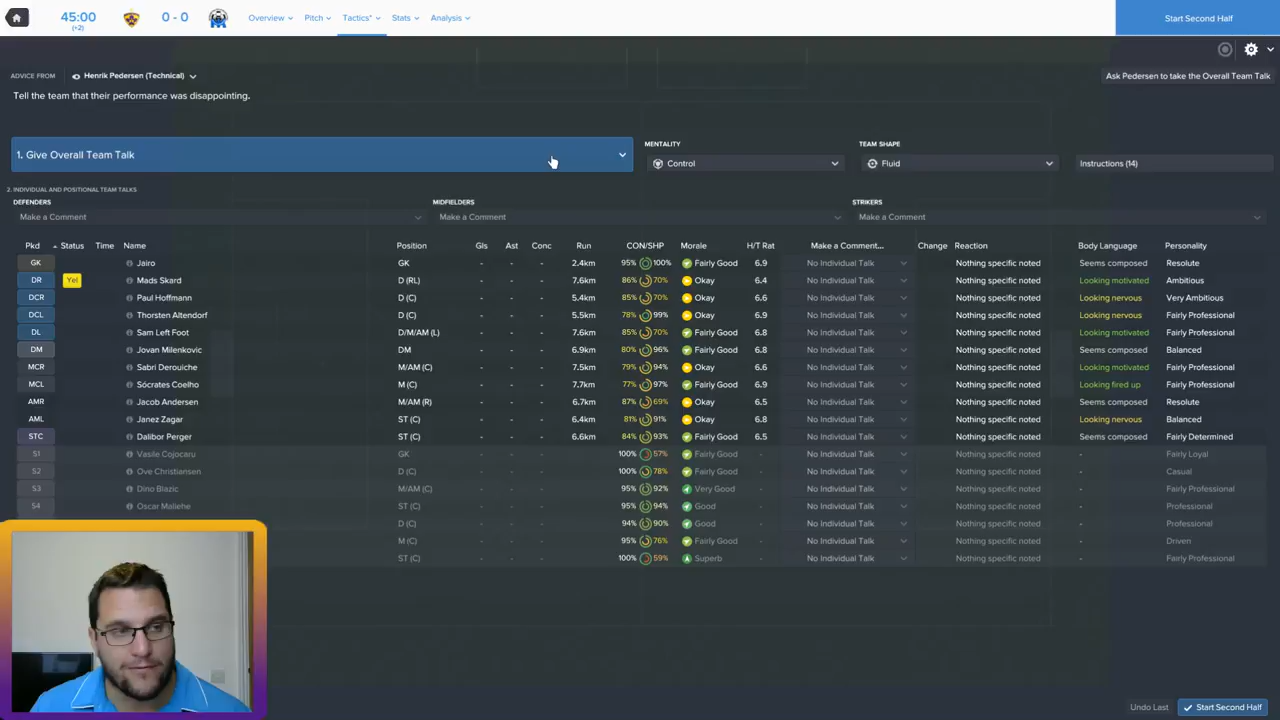 45:00
(+2)
0 - 0
Overview
Pitch
Tactics*
Stats
Analysis
Start Second Half
ADVICE FROM
Henrik Pedersen (Technical)
Ask Pedersen to take the Overall Team Talk
Tell the team that their performance was disappointing.
1. Give Overall Team Talk
MENTALITY
Control
TEAM SHAPE
Fluid
Instructions (14)
2. INDIVIDUAL AND POSITIONAL TEAM TALKS
DEFENDERS
MIDFIELDERS
STRIKERS
Make a Comment
Make a Comment
Make a Comment
Pkd Status Time Name Position Gls Ast Conc Run CON/SHP Morale H/T Rat Make a Comment... Change Reaction Body Language Personality
GK Jairo GK - - - 2.4km 95% 100% Fairly Good 6.9 No Individual Talk Nothing specific noted Seems composed Resolute
DR Yel Mads Skard D (RL) - - - 7.6km 86% 70% Okay 6.4 No Individual Talk Nothing specific noted Looking motivated Ambitious
DCR Paul Hoffmann D (C) - - - 5.4km 85% 70% Okay 6.6 No Individual Talk Nothing specific noted Looking nervous Very Ambitious
DCL Thorsten Altendorf D (C) - - - 5.5km 78% 99% Okay 6.9 No Individual Talk Nothing specific noted Looking nervous Fairly Professional
DL Sam Left Foot D/M/AM (L) - - - 7.6km 85% 70% Fairly Good 6.8 No Individual Talk Nothing specific noted Looking motivated Fairly Professional
DM Jovan Milenkovic DM - - - 6.9km 80% 96% Fairly Good 6.8 No Individual Talk Nothing specific noted Seems composed Balanced
MCR Sabri Derouiche M/AM (C) - - - 7.5km 79% 94% Okay 6.6 No Individual Talk Nothing specific noted Looking motivated Fairly Professional
MCL Sócrates Coelho M (C) - - - 7.7km 77% 97% Fairly Good 6.9 No Individual Talk Nothing specific noted Looking fired up Fairly Professional
AMR Jacob Andersen M/AM (R) - - - 6.7km 87% 69% Okay 6.5 No Individual Talk Nothing specific noted Seems composed Resolute
AML Janez Zagar ST (C) - - - 6.4km 81% 91% Okay 6.8 No Individual Talk Nothing specific noted Looking nervous Balanced
STC Dalibor Perger ST (C) - - - 6.6km 84% 93% Fairly Good 6.5 No Individual Talk Nothing specific noted Seems composed Fairly Determined
S1 Vasile Cojocaru GK 100% 57% Fairly Good - No Individual Talk Nothing specific noted - Fairly Loyal
S2 Ove Christiansen D (C) 100% 78% Fairly Good - No Individual Talk Nothing specific noted - Casual
S3 Dino Blazic M/AM (C) 95% 92% Very Good - No Individual Talk Nothing specific noted - Fairly Professional
S4 Oscar Maliehe ST (C) 95% 94% Good - No Individual Talk Nothing specific noted - Professional
D (C) 94% 90% Good - No Individual Talk Nothing specific noted - Professional
M (C) 95% 76% Fairly Good - No Individual Talk Nothing specific noted - Driven
ST (C) 100% 59% Superb - No Individual Talk Nothing specific noted - Fairly Professional
Undo Last
Start Second Half